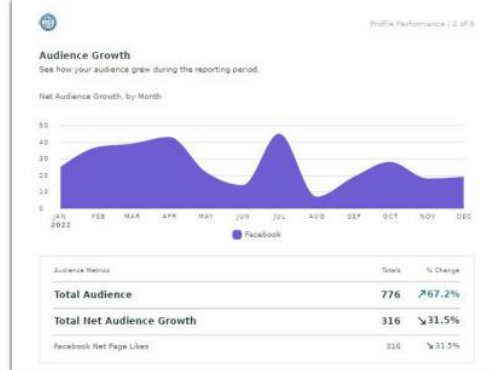 Profile Performance | 2 of 8
Audience Growth
See how your audience grew during the reporting period.
Net Audience Growth, by Month
50
40
30
20
10
0
JAN FEB MAR APR MAY JUN JUL AUG SEP OCT NOV DEC
2022
Facebook
Audience Metrics Totals % Change
Total Audience 776 ↗67.2%
Total Net Audience Growth 316 ↘31.5%
Facebook Net Page Likes 316 ↘31.5%